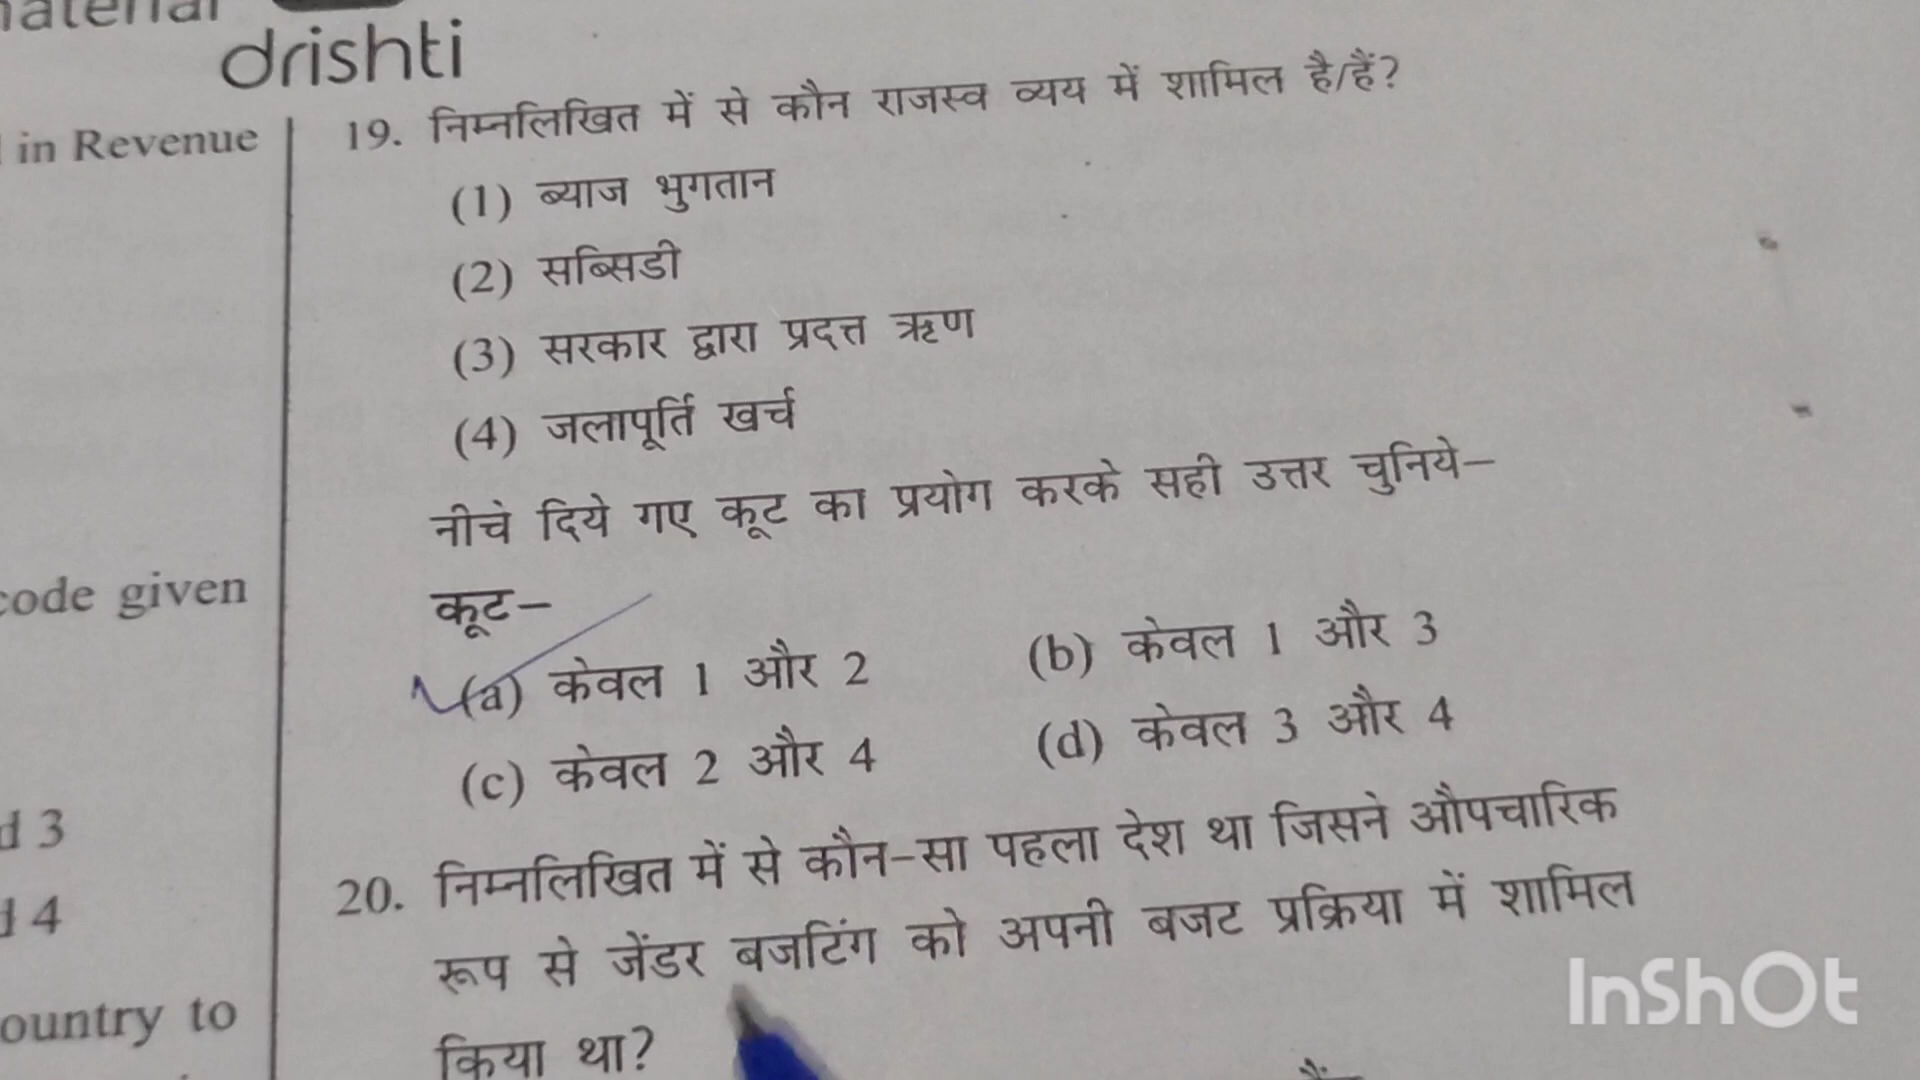 drishti
in Revenue
19. निम्नलिखित में से कौन राजस्व व्यय में शामिल है/हैं?
(1) ब्याज भुगतान
(2) सब्सिडी
(3) सरकार द्वारा प्रदत्त ऋण
(4) जलापूर्ति खर्च
नीचे दिये गए कूट का प्रयोग करके सही उत्तर चुनिये–
code given
कूट–
(a) केवल 1 और 2
(b) केवल 1 और 3
(c) केवल 2 और 4
(d) केवल 3 और 4
d 3
d 4
20. निम्नलिखित में से कौन-सा पहला देश था जिसने औपचारिक
रूप से जेंडर बजटिंग को अपनी बजट प्रक्रिया में शामिल
किया था?
ountry to
InShOt